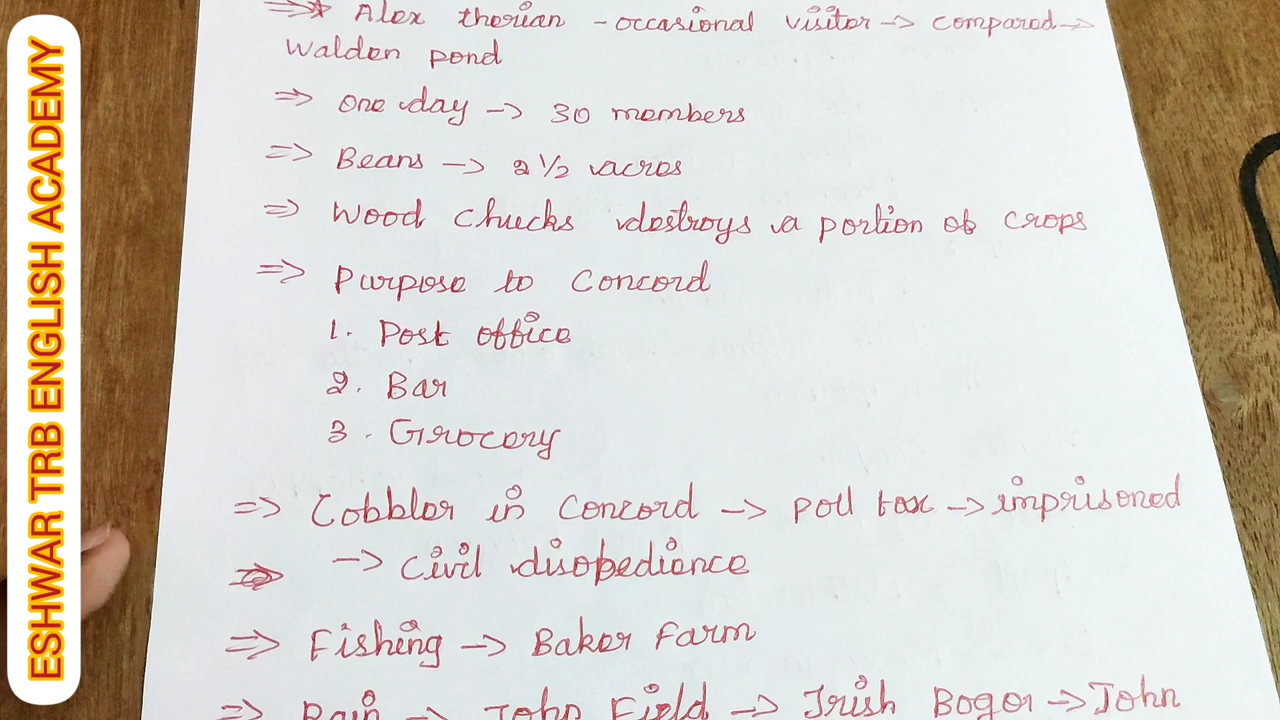 ESHWAR TRB ENGLISH ACADEMY
=>* Alex therian - occasional visitor -> compared ->
Walden pond
=> One day -> 30 members
=> Beans -> 2 1/2 acres
=> Wood chucks destroys a portion of crops
=> Purpose to Concord
1. Post office
2. Bar
3. Grocery
=> Cobbler in Concord -> poll tax -> imprisoned
-> Civil disobedience
=> Fishing -> Baker Farm
=> Rain -> John Field -> Irish Boger -> John